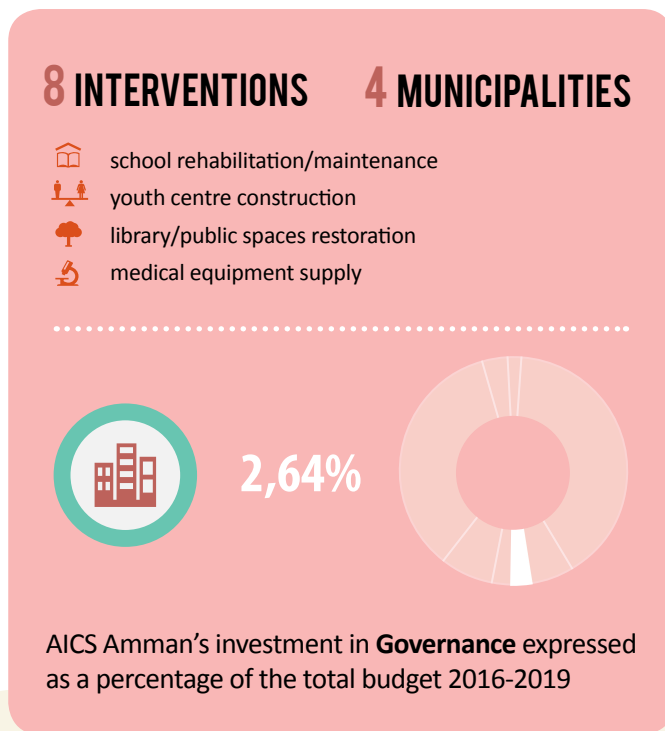 8 INTERVENTIONS 4 MUNICIPALITIES
school rehabilitation/maintenance
youth centre construction
library/public spaces restoration
medical equipment supply
2,64%
AICS Amman's investment in Governance expressed
as a percentage of the total budget 2016-2019